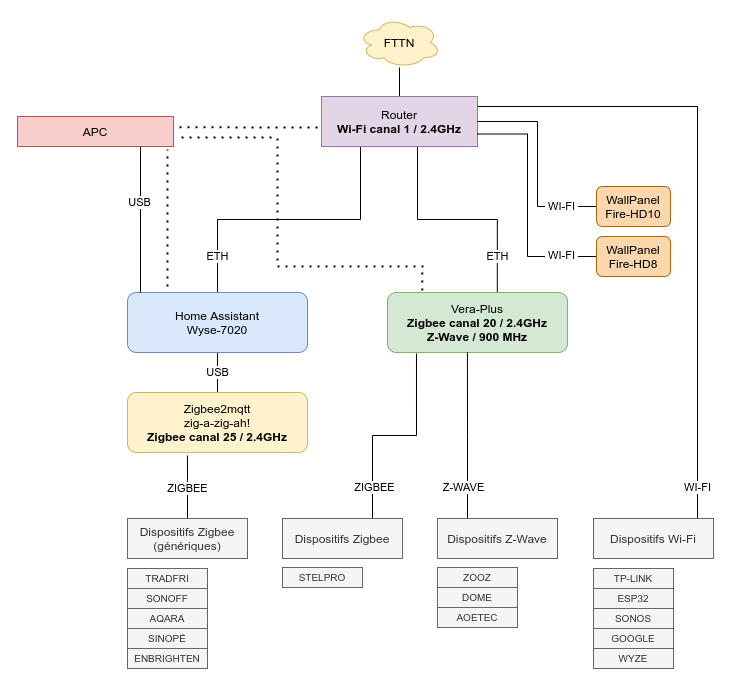 FTTN
Router
Wi-Fi canal 1 / 2.4GHz
APC
USB
WI-FI
WallPanel
Fire-HD10
WI-FI
WallPanel
Fire-HD8
ETH
ETH
Home Assistant
Wyse-7020
Vera-Plus
Zigbee canal 20 / 2.4GHz
Z-Wave / 900 MHz
USB
Zigbee2mqtt
zig-a-zig-ah!
Zigbee canal 25 / 2.4GHz
ZIGBEE
ZIGBEE
Z-WAVE
WI-FI
Dispositifs Zigbee
(génériques)
Dispositifs Zigbee
Dispositifs Z-Wave
Dispositifs Wi-Fi
TRADFRI
SONOFF
AQARA
SINOPÉ
ENBRIGHTEN
STELPRO
ZOOZ
DOME
AOETEC
TP-LINK
ESP32
SONOS
GOOGLE
WYZE